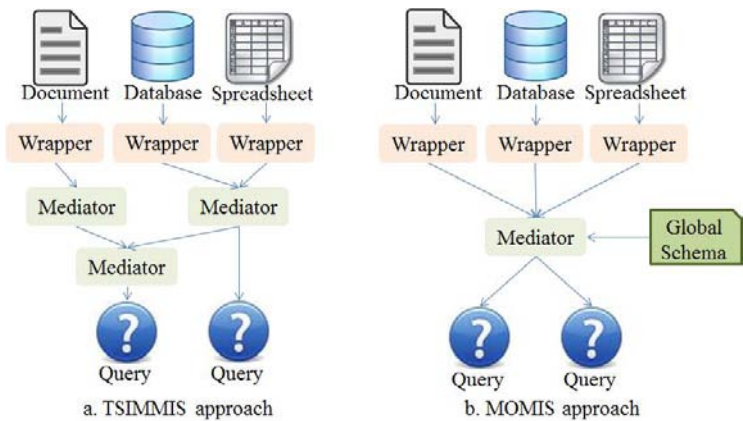 Document Database Spreadsheet
Wrapper Wrapper Wrapper
Mediator Mediator
Mediator
? ?
Query Query
a. TSIMMIS approach
Document Database Spreadsheet
Wrapper Wrapper Wrapper
Mediator
Global
Schema
? ?
Query Query
b. MOMIS approach